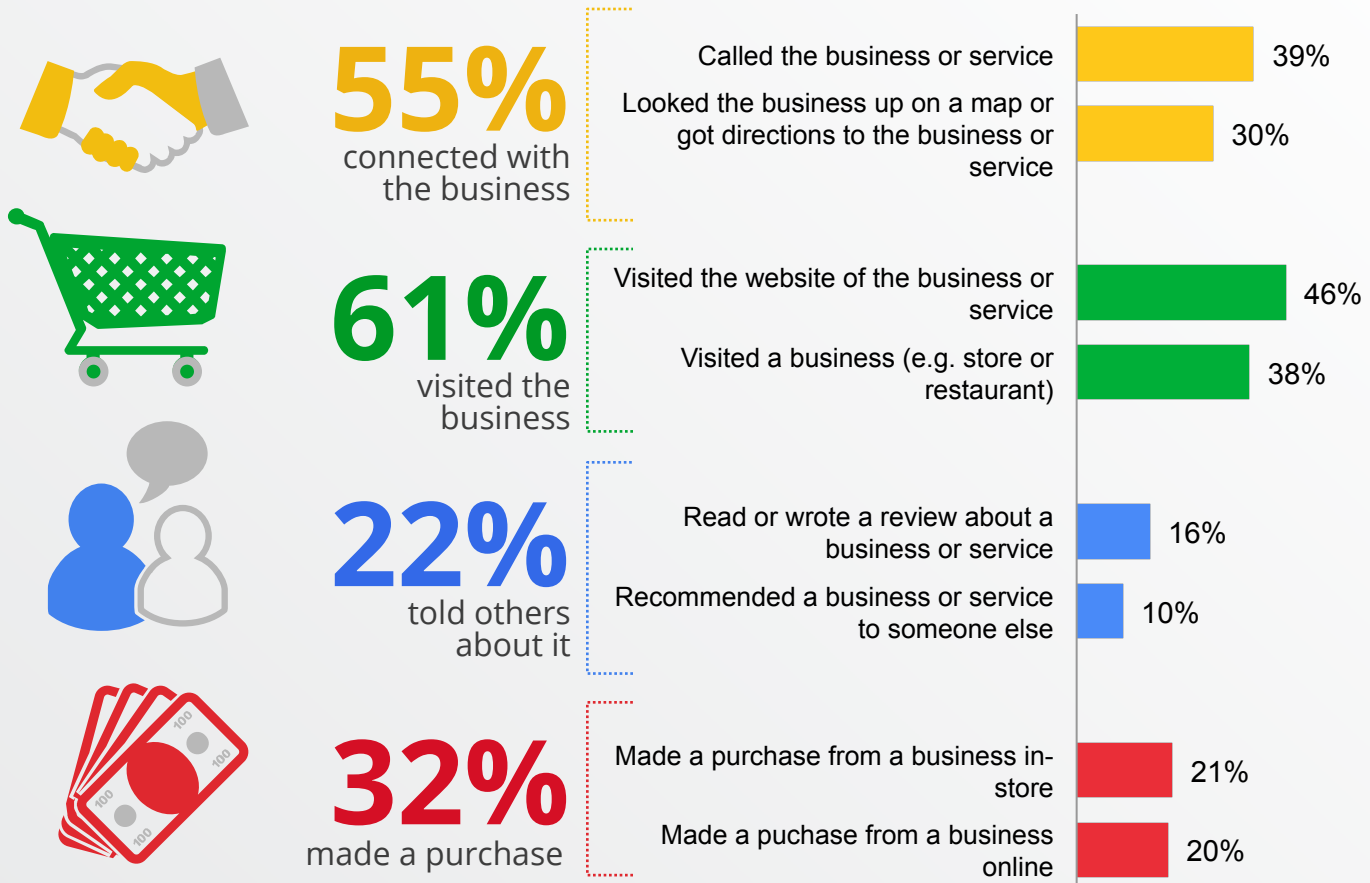 55%
connected with
the business
Called the business or service
39%
Looked the business up on a map or
got directions to the business or
service
30%
61%
visited the
business
Visited the website of the business or
service
46%
Visited a business (e.g. store or
restaurant)
38%
22%
told others
about it
Read or wrote a review about a
business or service
16%
Recommended a business or service
to someone else
10%
100
100
100
100
32%
made a purchase
Made a purchase from a business in-
store
21%
Made a puchase from a business
online
20%